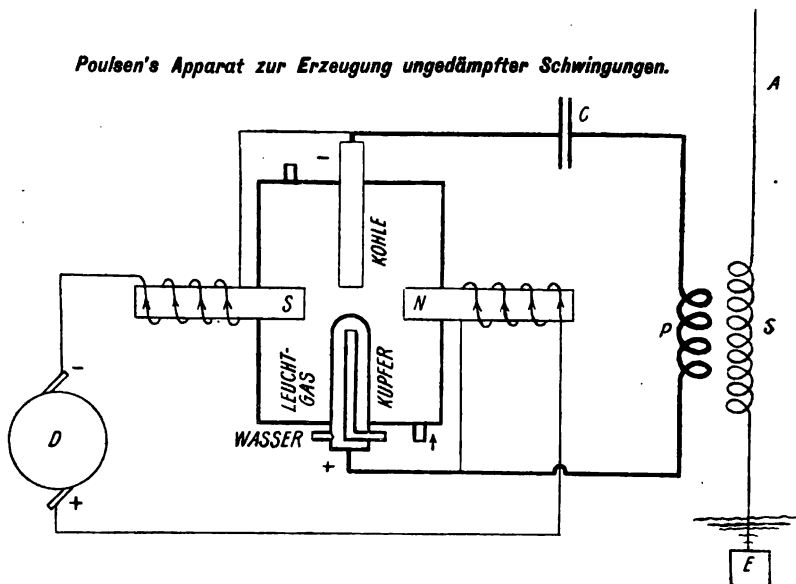 Poulsen's Apparat zur Erzeugung ungedämpfter Schwingungen.
A
C
-
KOHLE
S
N
P
S
LEUCHT-
GAS
KUPFER
WASSER
+
-
D
+
E